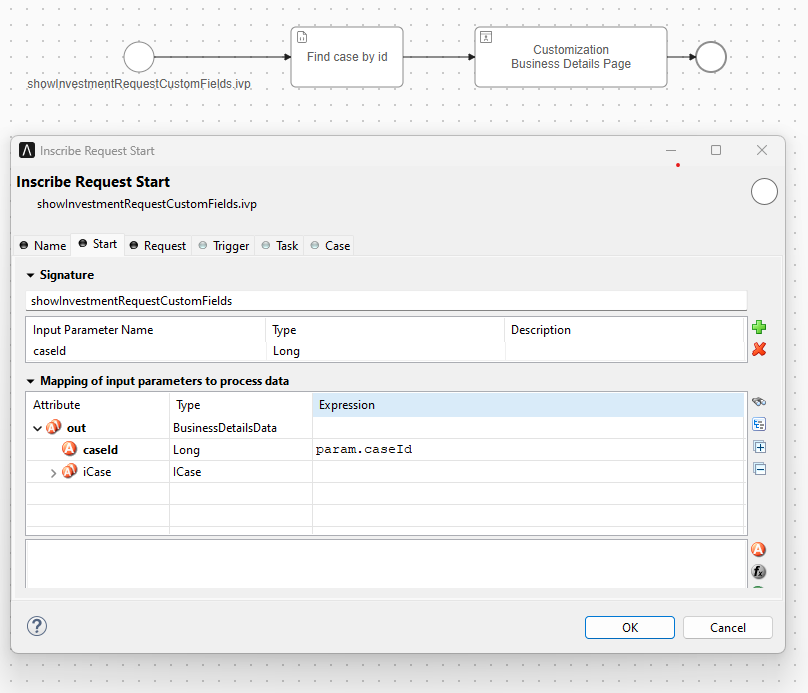 Find case by id
Customization
Business Details Page
showInvestmentRequestCustomFields.ivp
Inscribe Request Start
Inscribe Request Start
showInvestmentRequestCustomFields.ivp
Name Start Request Trigger Task Case
Signature
showInvestmentRequestCustomFields
Input Parameter Name Type Description
caseId Long
Mapping of input parameters to process data
Attribute Type Expression
out BusinessDetailsData
caseId Long param.caseId
iCase ICase
OK Cancel